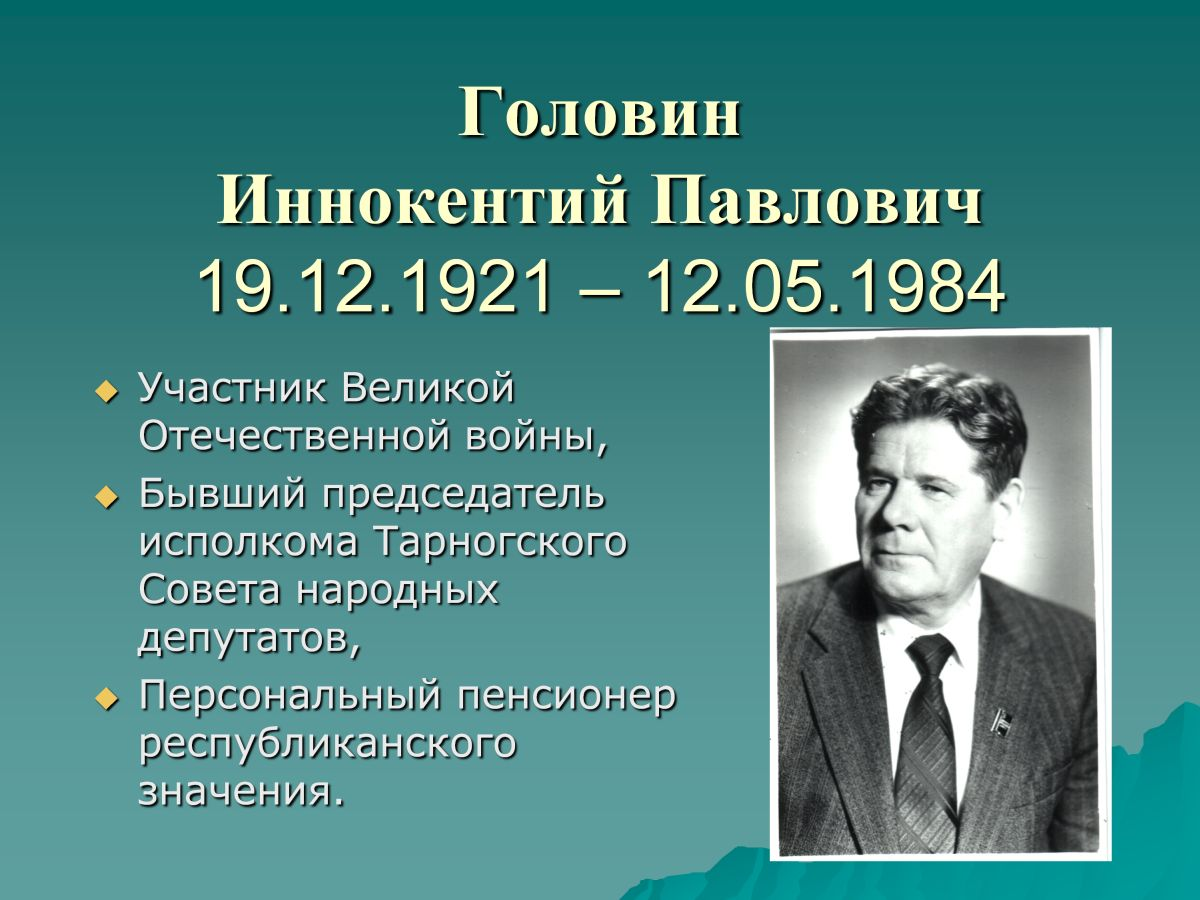 Головин
Иннокентий Павлович
19.12.1921 – 12.05.1984
Участник Великой
Отечественной войны,
Бывший председатель
исполкома Тарногского
Совета народных
депутатов,
Персональный пенсионер
республиканского
значения.